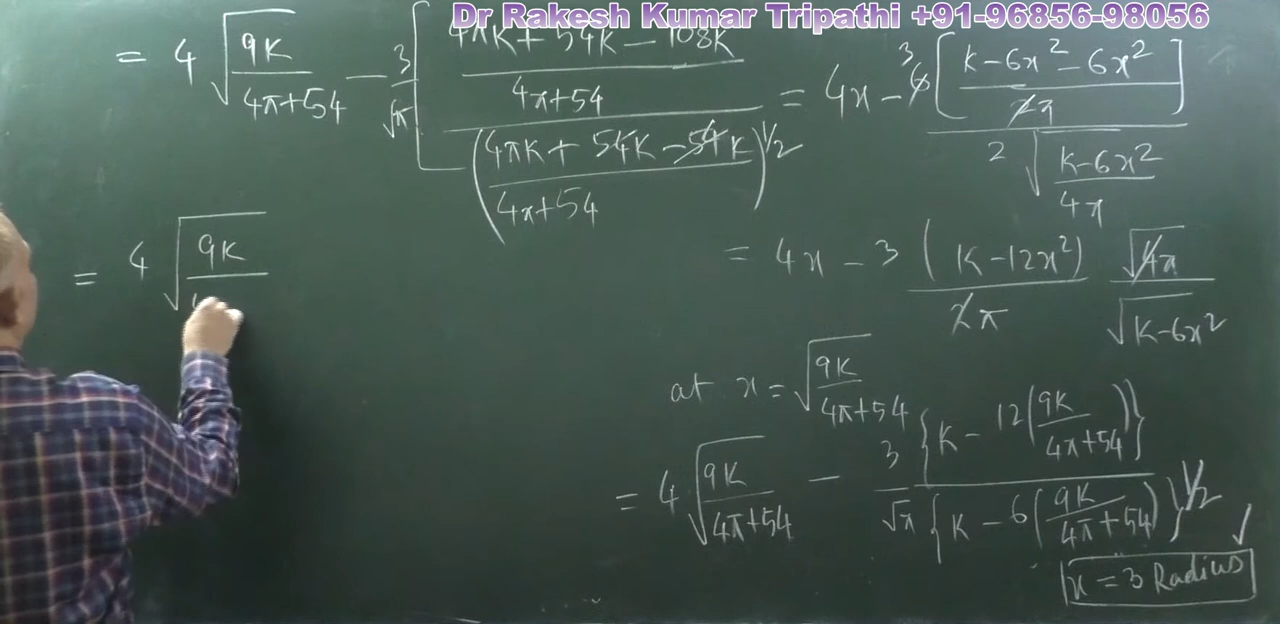 Dr Rakesh Kumar Tripathi +91-96856-98056
= 4 √(9K / (4π+54)) − 3/√π [ ((4πK + 54K − 108K) / (4π+54)) / ((4πK + 54K − 54K) / (4π+54))^1/2
= 4 √(9K /
= 4x − 3 6 [ (K − 6x² − 6x²) / 2π ] / 2 √((K − 6x²) / 4π)
= 4x − 3 (K − 12x²) / 2π √4π / √(K − 6x²)
at x = √(9K / (4π+54))
= 4 √(9K / (4π+54)) − 3/√π {K − 12(9K / (4π+54))} / {K − 6(9K / (4π+54))}^1/2
x = 3 Radius ✓